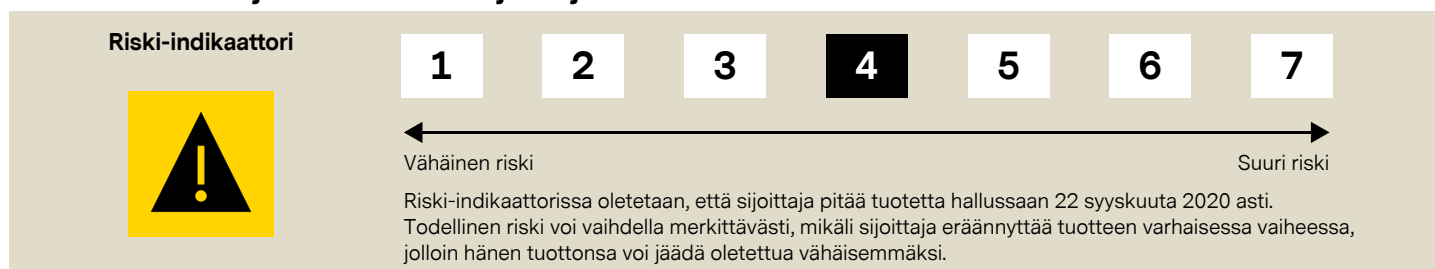 Riski-indikaattori
1 2 3 4 5 6 7
Vähäinen riski Suuri riski
Riski-indikaattorissa oletetaan, että sijoittaja pitää tuotetta hallussaan 22 syyskuuta 2020 asti.
Todellinen riski voi vaihdella merkittävästi, mikäli sijoittaja eräännyttää tuotteen varhaisessa vaiheessa,
jolloin hänen tuottonsa voi jäädä oletettua vähäisemmäksi.